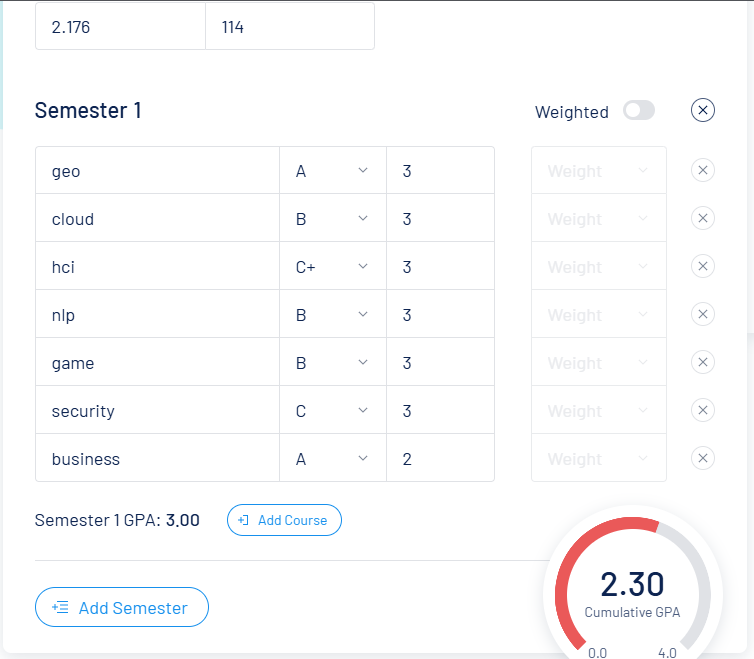 2.176 114
Semester 1 Weighted
geo A 3 Weight
cloud B 3 Weight
hci C+ 3 Weight
nlp B 3 Weight
game B 3 Weight
security C 3 Weight
business A 2 Weight
Semester 1 GPA: 3.00 Add Course
2.30
Cumulative GPA
Add Semester
0.0 4.0